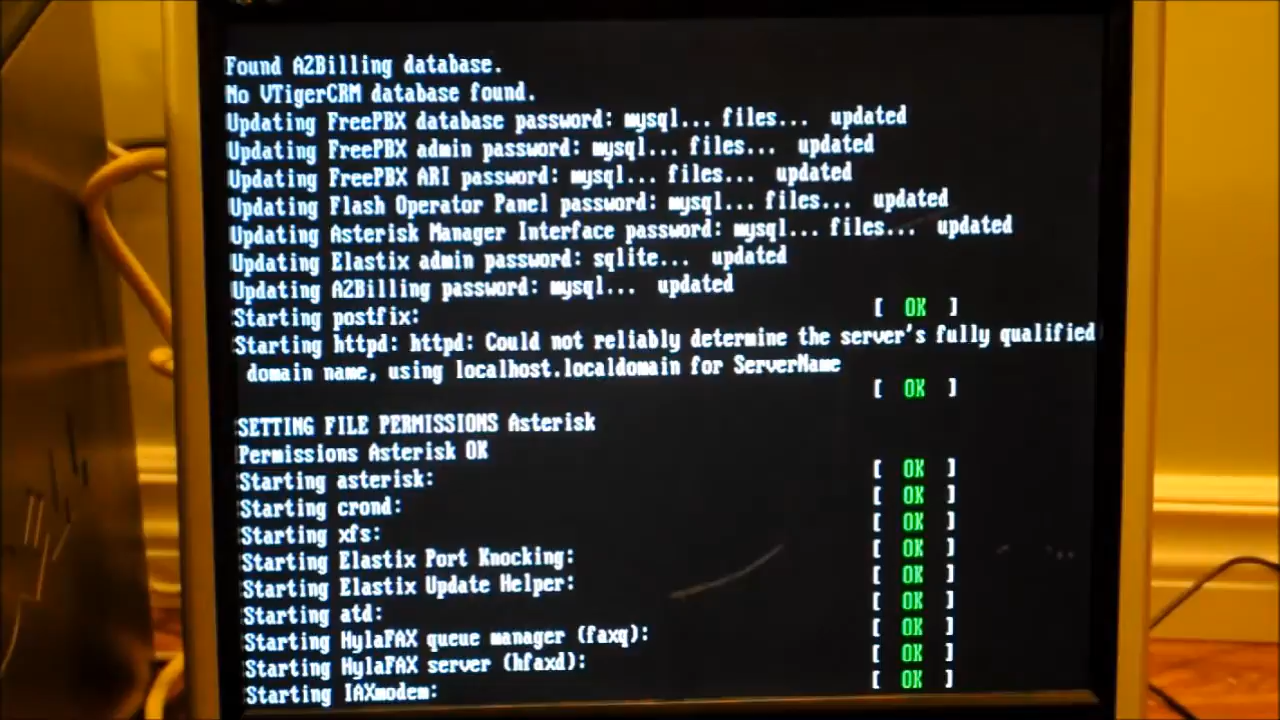 Found A2Billing database.
No VTigerCRM database found.
Updating FreePBX database password: mysql... files...  updated
Updating FreePBX admin password: mysql... files...  updated
Updating FreePBX ARI password: mysql... files...  updated
Updating Flash Operator Panel password: mysql... files...  updated
Updating Asterisk Manager Interface password: mysql... files...  updated
Updating Elastix admin password: sqlite...  updated
Updating A2Billing password: mysql...  updated
Starting postfix: [  OK  ]
Starting httpd: httpd: Could not reliably determine the server's fully qualified
domain name, using localhost.localdomain for ServerName
[  OK  ]
SETTING FILE PERMISSIONS Asterisk
Permissions Asterisk OK
Starting asterisk: [  OK  ]
Starting crond: [  OK  ]
Starting xfs: [  OK  ]
Starting Elastix Port Knocking: [  OK  ]
Starting Elastix Update Helper: [  OK  ]
Starting atd: [  OK  ]
Starting HylaFAX queue manager (faxq): [  OK  ]
Starting HylaFAX server (hfaxd): [  OK  ]
Starting IAXmodem: [  OK  ]